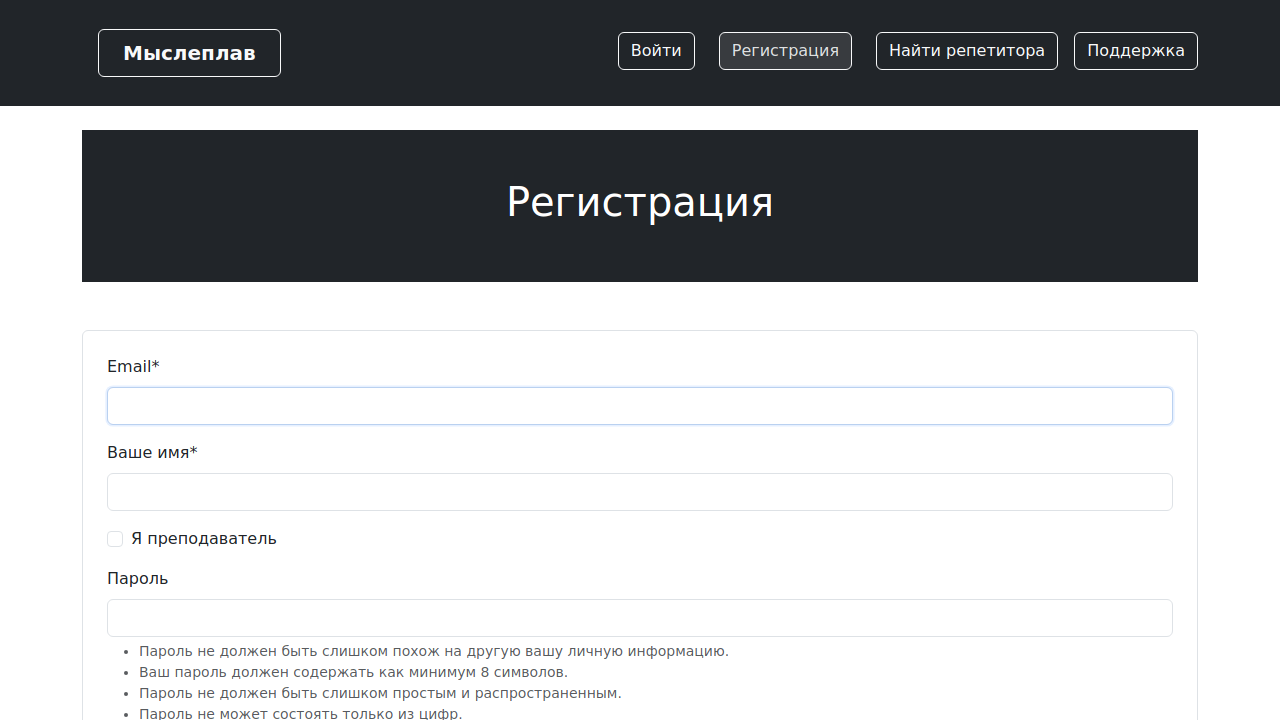 Мыслеплав
Войти
Регистрация
Найти репетитора
Поддержка
Регистрация
Email*
Ваше имя*
Я преподаватель
Пароль
Пароль не должен быть слишком похож на другую вашу личную информацию.
Ваш пароль должен содержать как минимум 8 символов.
Пароль не должен быть слишком простым и распространенным.
Пароль не может состоять только из цифр.